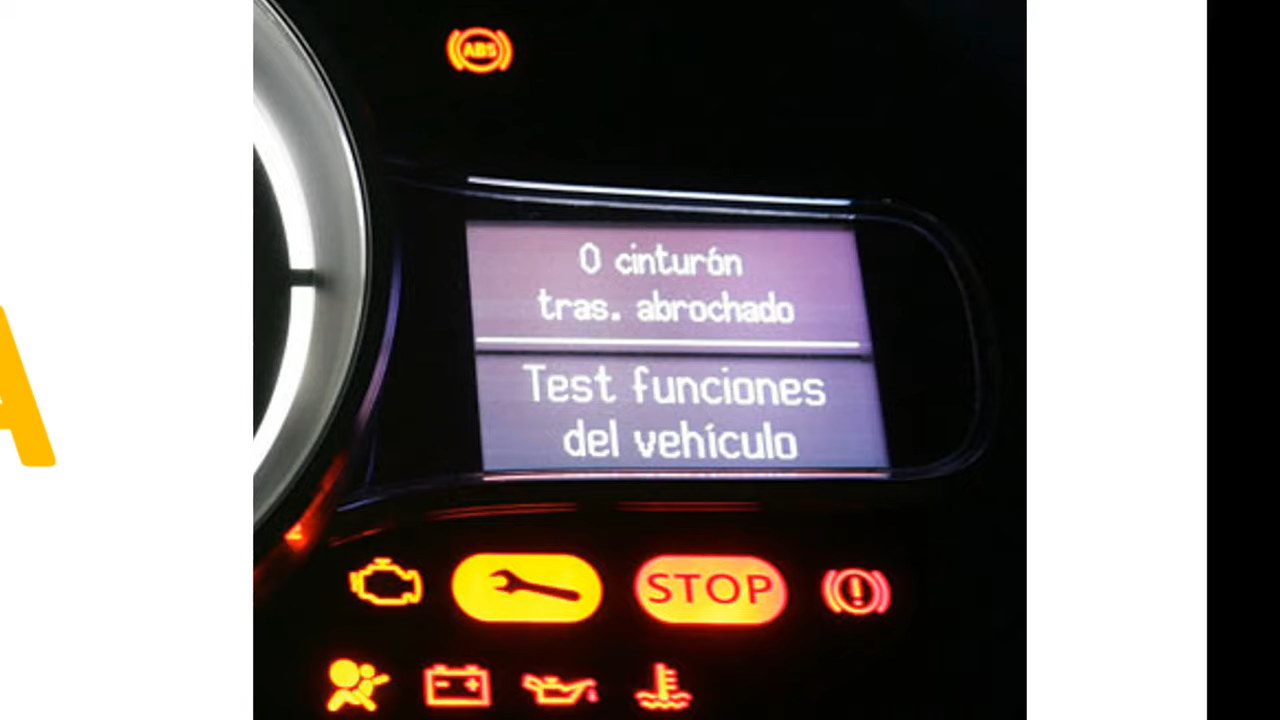 ABS
0 cinturón
tras. abrochado
Test funciones
del vehículo
STOP
A